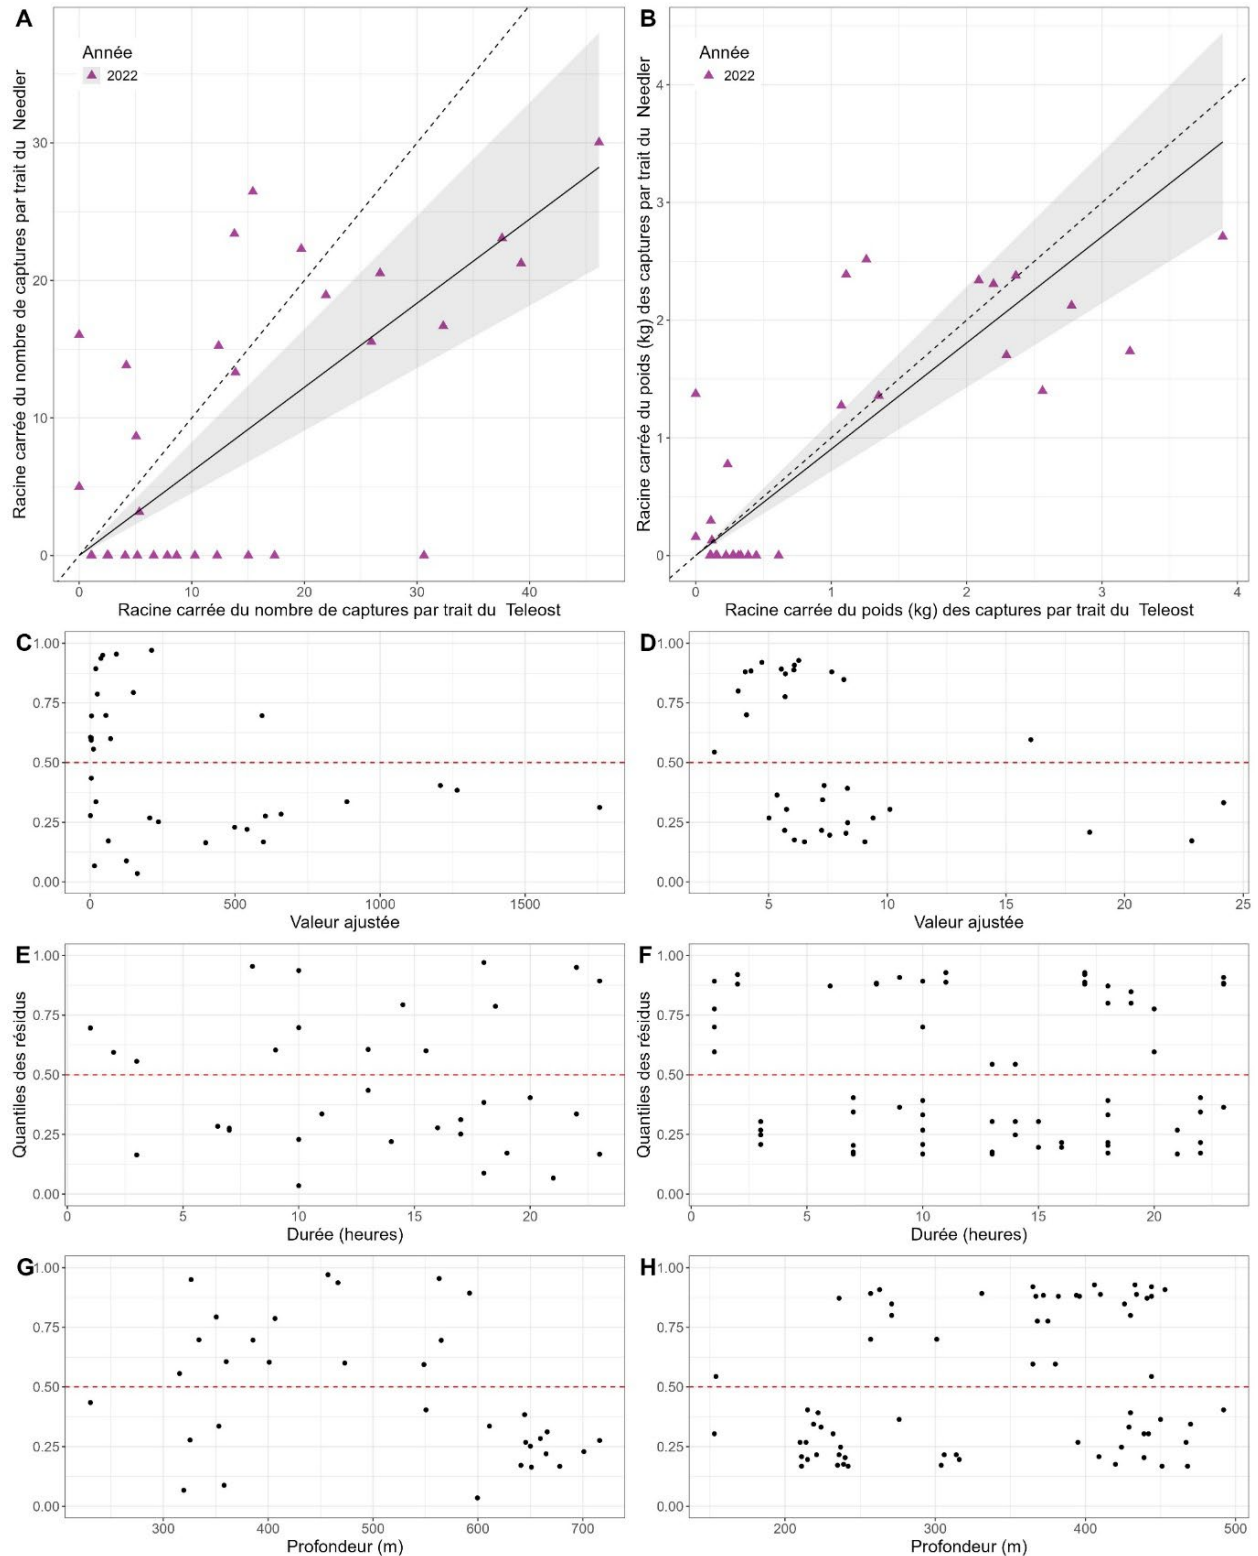 A
B
Année
2022
Année
2022
Racine carrée du nombre de captures par trait du Needler
Racine carrée du poids (kg) des captures par trait du Needler
30
20
10
0
4
3
2
1
0
0 10 20 30 40
0 1 2 3 4
Racine carrée du nombre de captures par trait du Teleost
Racine carrée du poids (kg) des captures par trait du Teleost
C
D
1.00
0.75
0.50
0.25
0.00
1.00
0.75
0.50
0.25
0.00
0 500 1000 1500
5 10 15 20 25
Valeur ajustée
Valeur ajustée
E
F
Quantiles des résidus
Quantiles des résidus
1.00
0.75
0.50
0.25
0.00
1.00
0.75
0.50
0.25
0.00
0 5 10 15 20
0 5 10 15 20
Durée (heures)
Durée (heures)
G
H
1.00
0.75
0.50
0.25
0.00
1.00
0.75
0.50
0.25
0.00
300 400 500 600 700
200 300 400 500
Profondeur (m)
Profondeur (m)